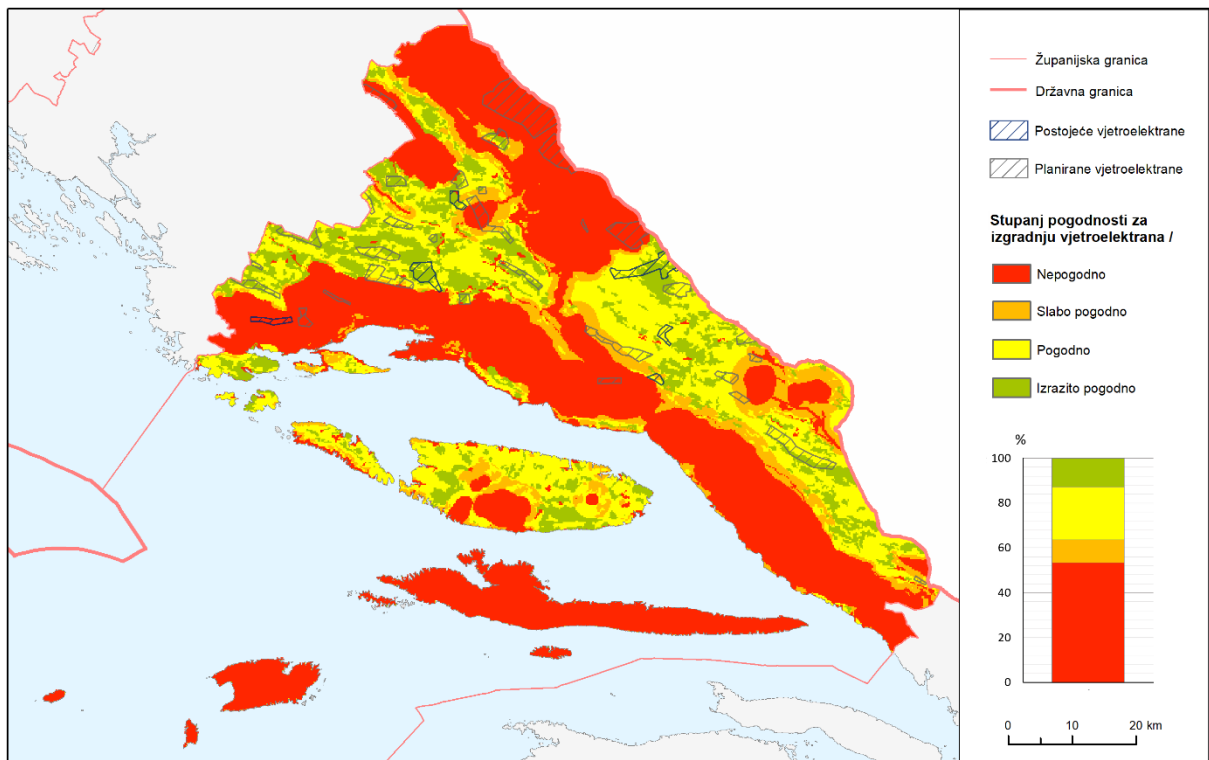 Županijska granica
Državna granica
Postojeće vjetroelektrane
Planirane vjetroelektrane
Stupanj pogodnosti za
izgradnju vjetroelektrana /
Nepogodno
Slabo pogodno
Pogodno
Izrazito pogodno
%
100
80
60
40
20
0
0 10 20 km